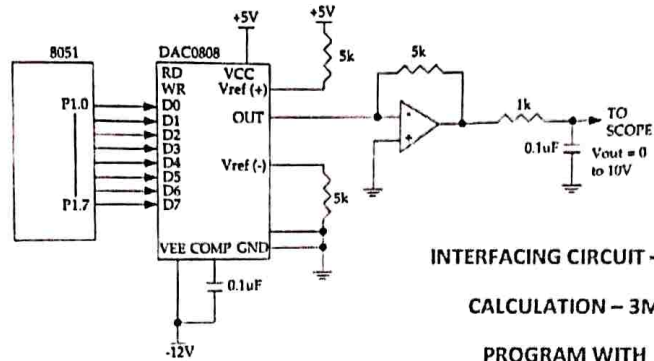 +5V
+5V
8051
DAC0808
5k
5k
RD
WR
VCC
Vref (+)
P1.0
D0
D1
D2
D3
D4
D5
D6
P1.7
D7
OUT
Vref (-)
-
+
1k
TO
SCOPE
0.1uF
Vout = 0
to 10V
5k
VEE COMP GND
0.1uF
-12V
INTERFACING CIRCUIT -
CALCULATION – 3M
PROGRAM WITH